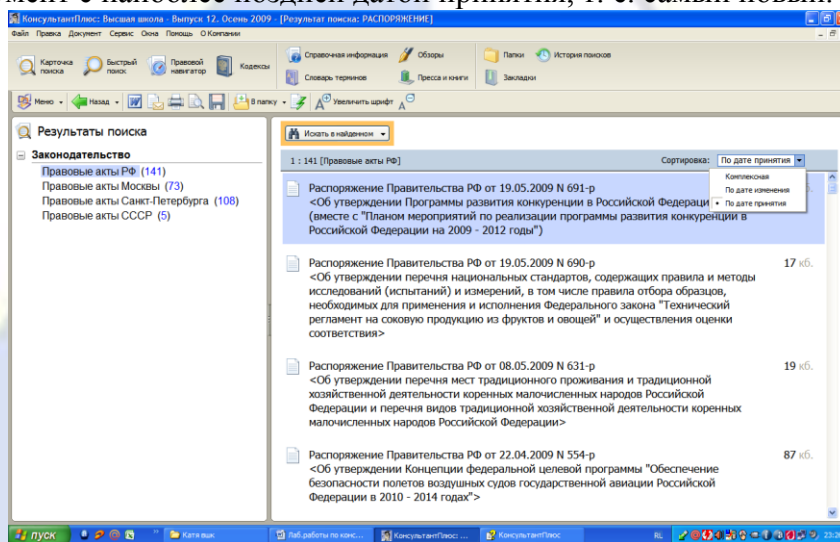 мент с наиболее поздней датой принятия, т. е. самый новый.
КонсультантПлюс: Высшая школа - Выпуск 12. Осень 2009 - [Результат поиска: РАСПОРЯЖЕНИЕ]
Файл Правка Документ Сервис Окна Помощь О Компании
Карточка поиска Быстрый поиск Правовой навигатор Кодексы
Справочная информация Обзоры Папки История поисков
Словарь терминов Пресса и книги Закладки
Меню Назад В папку Увеличить шрифт
Результаты поиска
Законодательство
Правовые акты РФ (141)
Правовые акты Москвы (73)
Правовые акты Санкт-Петербурга (108)
Правовые акты СССР (5)
Искать в найденном
1 : 141 [Правовые акты РФ] Сортировка: По дате принятия
Комплексная
По дате изменения
По дате принятия
Распоряжение Правительства РФ от 19.05.2009 N 691-р
<Об утверждении Программы развития конкуренции в Российской Федераци
(вместе с "Планом мероприятий по реализации программы развития конкуренции в
Российской Федерации на 2009 - 2012 годы")
Распоряжение Правительства РФ от 19.05.2009 N 690-р 17 кб.
<Об утверждении перечня национальных стандартов, содержащих правила и методы
исследований (испытаний) и измерений, в том числе правила отбора образцов,
необходимых для применения и исполнения Федерального закона "Технический
регламент на соковую продукцию из фруктов и овощей" и осуществления оценки
соответствия>
Распоряжение Правительства РФ от 08.05.2009 N 631-р 19 кб.
<Об утверждении перечня мест традиционного проживания и традиционной
хозяйственной деятельности коренных малочисленных народов Российской
Федерации и перечня видов традиционной хозяйственной деятельности коренных
малочисленных народов Российской Федерации>
Распоряжение Правительства РФ от 22.04.2009 N 554-р 87 кб.
<Об утверждении Концепции федеральной целевой программы "Обеспечение
безопасности полетов воздушных судов государственной авиации Российской
Федерации в 2010 - 2014 годах">
пуск Катя вшк Лаб.работы по конс... КонсультантПлюс: ... КонсультантПлюс RL